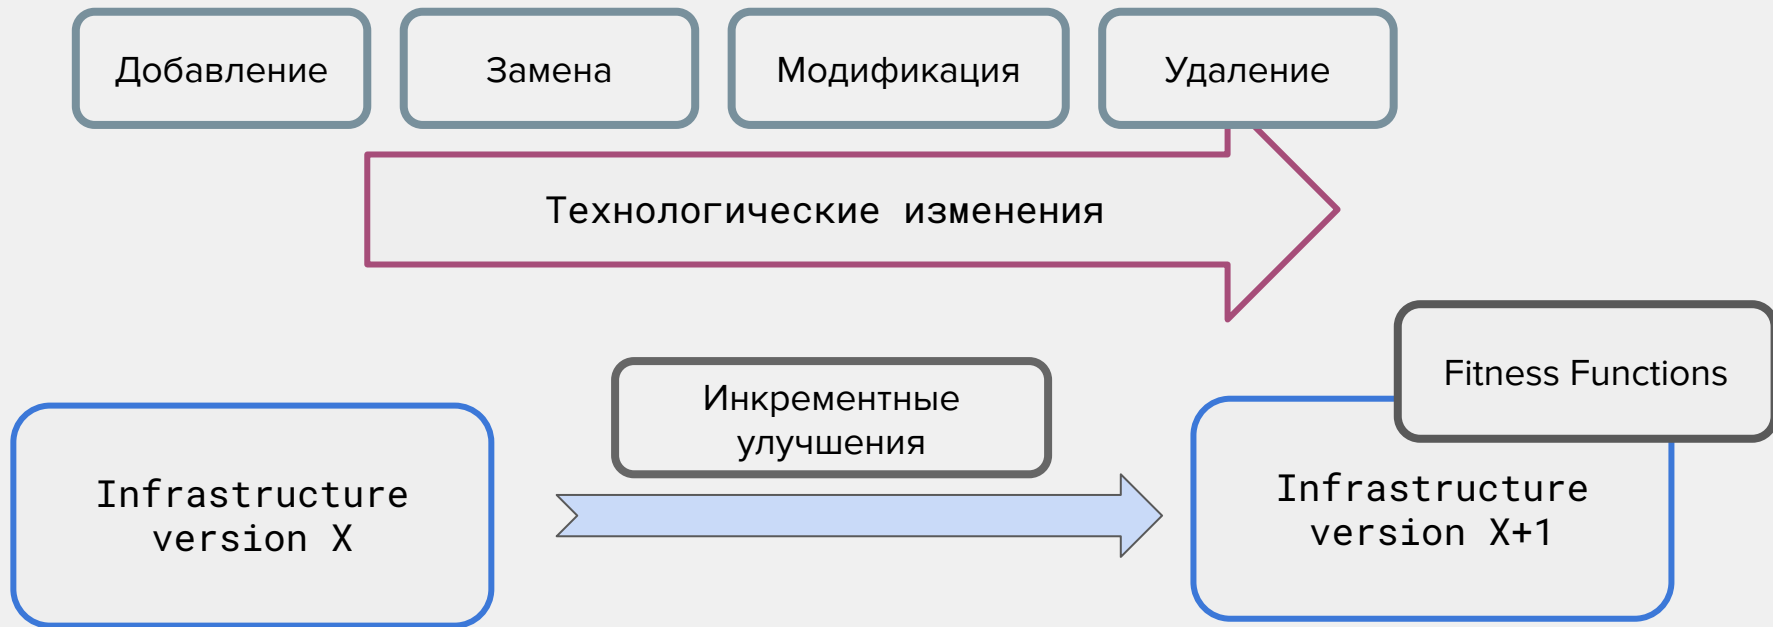 Добавление
Замена
Модификация
Удаление
Технологические изменения
Fitness Functions
Инкрементные
улучшения
Infrastructure
version X
Infrastructure
version X+1